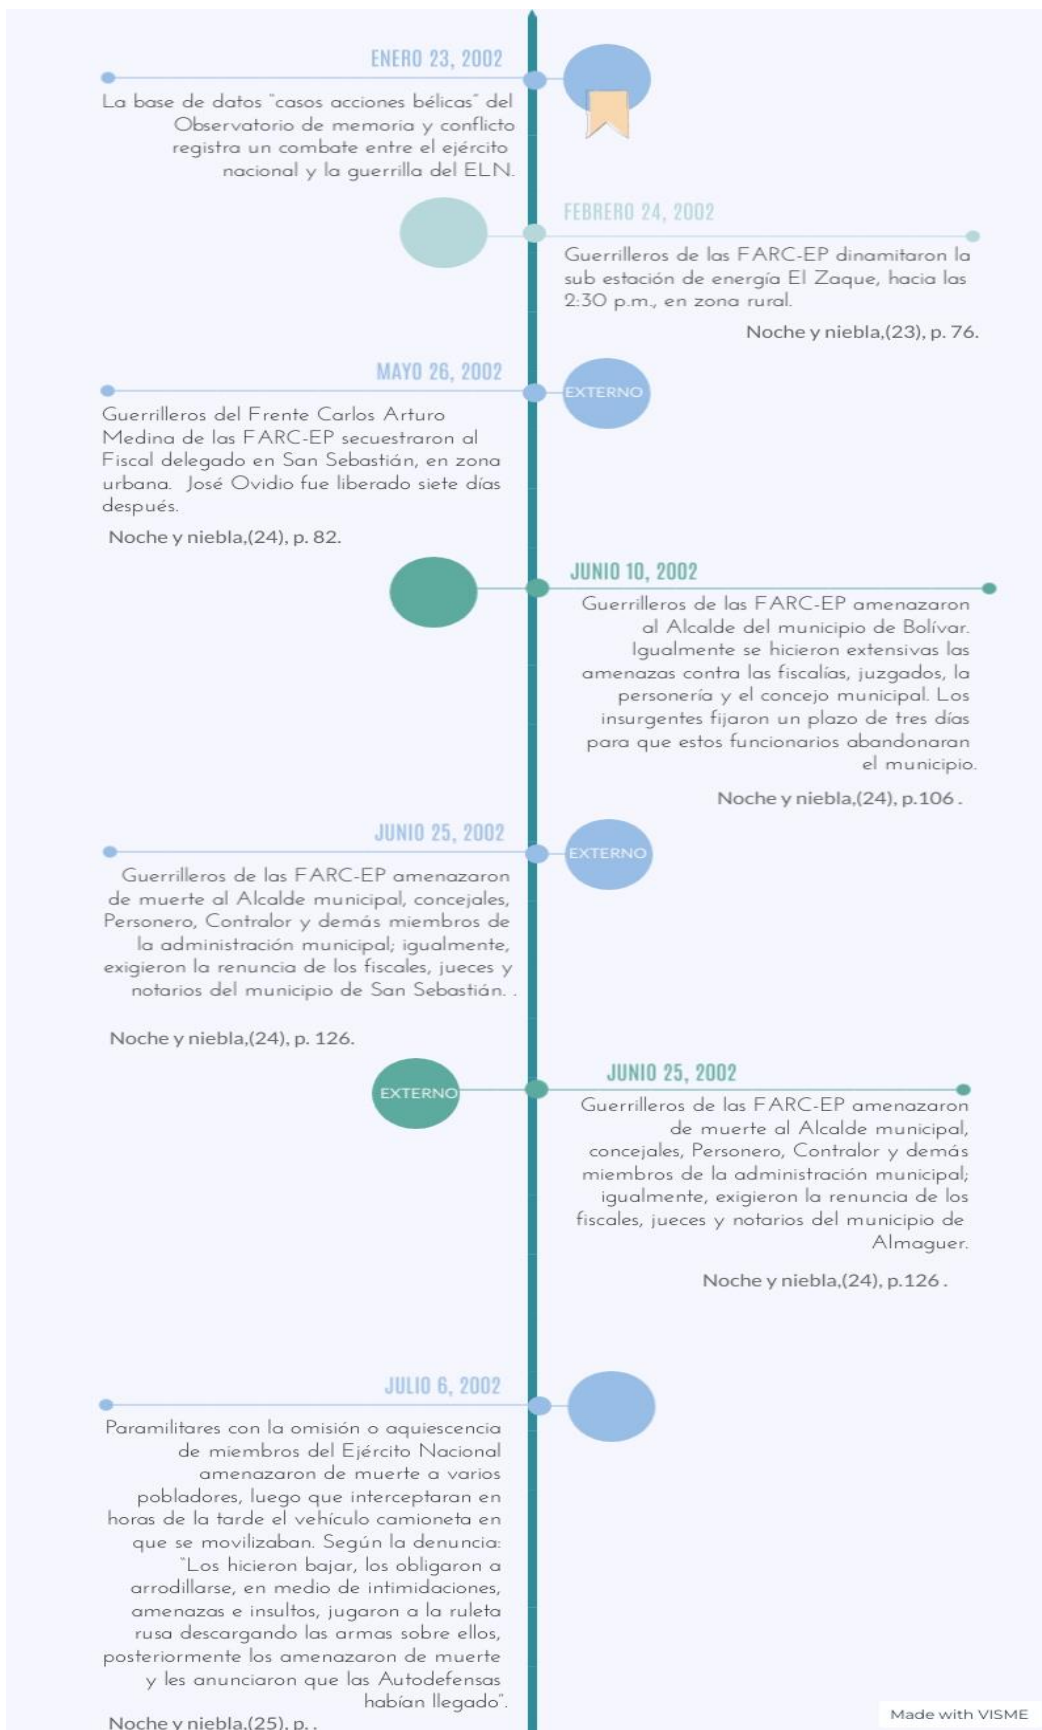 ENERO 23, 2002
La base de datos "casos acciones bélicas" del
Observatorio de memoria y conflicto
registra un combate entre el ejército
nacional y la guerrilla del ELN.
FEBRERO 24, 2002
Guerrilleros de las FARC-EP dinamitaron la
sub estación de energía El Zaque, hacia las
2:30 p.m., en zona rural.
Noche y niebla,(23), p. 76.
MAYO 26, 2002
EXTERNO
Guerrilleros del Frente Carlos Arturo
Medina de las FARC-EP secuestraron al
Fiscal delegado en San Sebastián, en zona
urbana. José Ovidio fue liberado siete días
después.
Noche y niebla,(24), p. 82.
JUNIO 10, 2002
Guerrilleros de las FARC-EP amenazaron
al Alcalde del municipio de Bolívar.
Igualmente se hicieron extensivas las
amenazas contra las fiscalías, juzgados, la
personería y el concejo municipal. Los
insurgentes fijaron un plazo de tres días
para que estos funcionarios abandonaran
el municipio.
Noche y niebla,(24), p.106 .
JUNIO 25, 2002
EXTERNO
Guerrilleros de las FARC-EP amenazaron
de muerte al Alcalde municipal, concejales,
Personero, Contralor y demás miembros de
la administración municipal; igualmente,
exigieron la renuncia de los fiscales, jueces y
notarios del municipio de San Sebastián. .
Noche y niebla,(24), p. 126.
EXTERNO
JUNIO 25, 2002
Guerrilleros de las FARC-EP amenazaron
de muerte al Alcalde municipal,
concejales, Personero, Contralor y demás
miembros de la administración municipal;
igualmente, exigieron la renuncia de los
fiscales, jueces y notarios del municipio de
Almaguer.
Noche y niebla,(24), p.126 .
JULIO 6, 2002
Paramilitares con la omisión o aquiescencia
de miembros del Ejército Nacional
amenazaron de muerte a varios
pobladores, luego que interceptaran en
horas de la tarde el vehículo camioneta en
que se movilizaban. Según la denuncia:
"Los hicieron bajar, los obligaron a
arrodillarse, en medio de intimidaciones,
amenazas e insultos, jugaron a la ruleta
rusa descargando las armas sobre ellos,
posteriormente los amenazaron de muerte
y les anunciaron que las Autodefensas
habían llegado".
Noche y niebla,(25), p. .
Made with VISME